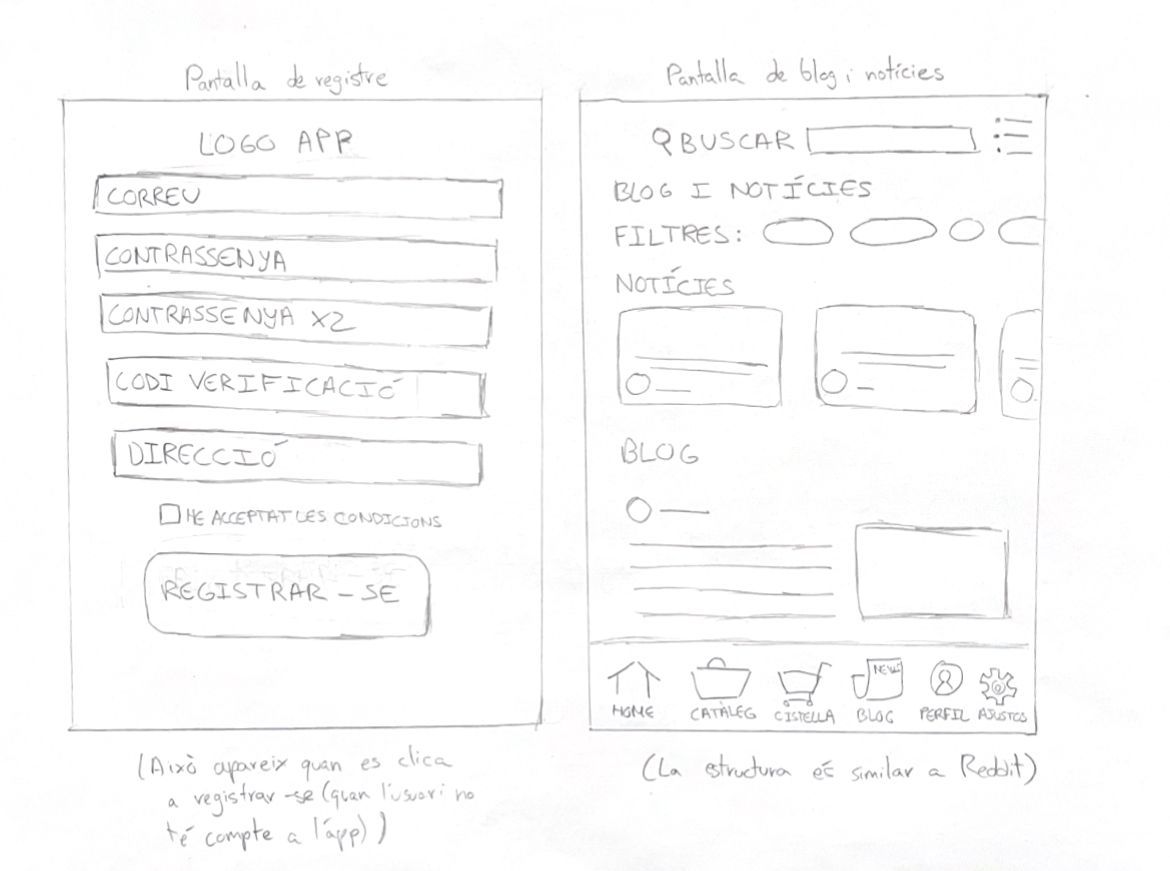 Pantalla de registre
LOGO APP
CORREU
CONTRASSENYA
CONTRASSENYA X2
CODI VERIFICACIÓ
DIRECCIÓ
HE ACCEPTAT LES CONDICIONS
REGISTRAR-SE
(Això apareix quan es clica
a registrar-se (quan l'usuari no
té compte a l'app))
Pantalla de blog i notícies
BUSCAR
BLOG I NOTÍCIES
FILTRES:
NOTÍCIES
BLOG
NEWS
HOME CATÀLEG CISTELLA BLOG PERFIL AJUSTOS
(La estructura és similar a Reddit)